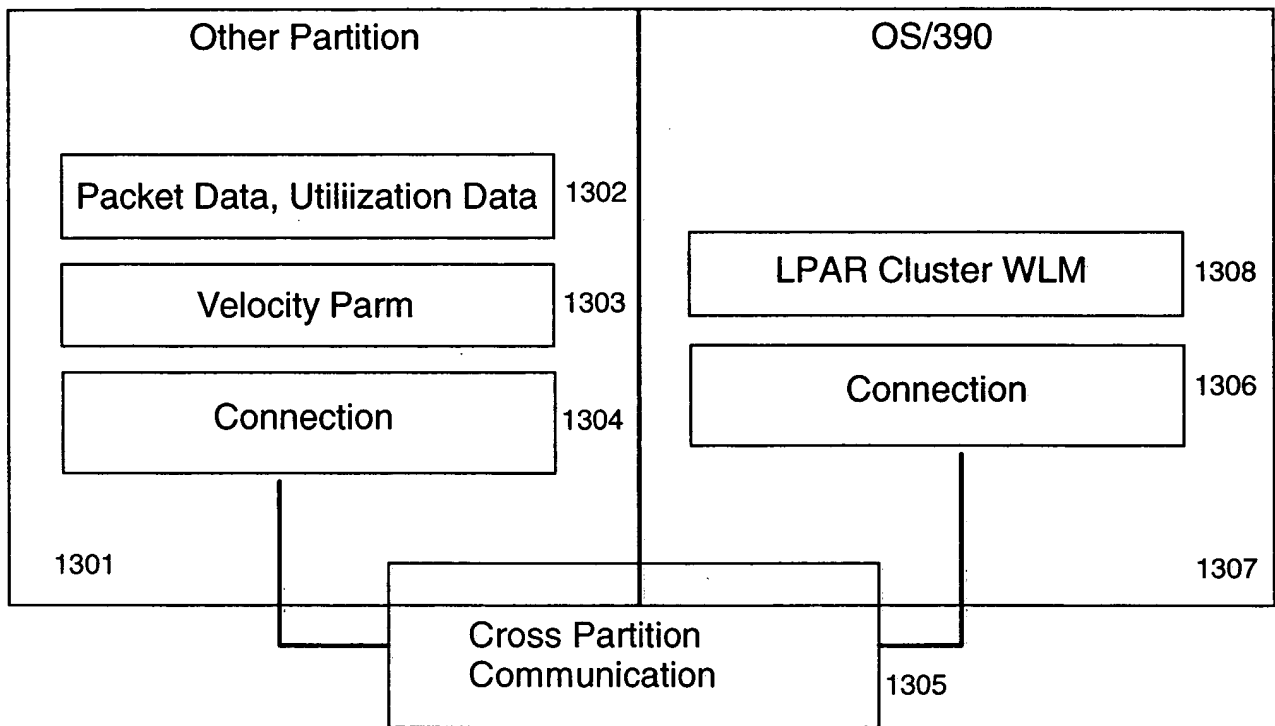 Other Partition
OS/390
Packet Data, Utiliization Data
1302
Velocity Parm
1303
LPAR Cluster WLM
1308
Connection
1304
Connection
1306
1301
1307
Cross Partition
Communication
1305